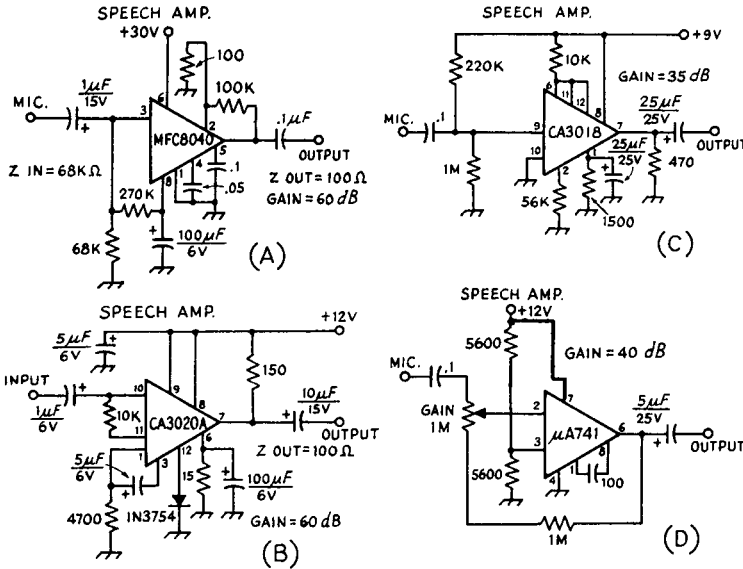 SPEECH AMP.
+30V
100
100K
1µF
15V
MIC.
+
6
3
2
MFC8040
5
.1µF
OUTPUT
Z IN = 68KΩ
8
1
4
.1
.05
Z OUT = 100Ω
GAIN = 60 dB
270K
68K
+
100µF
6V
(A)
SPEECH AMP.
+9V
220K
10K
GAIN = 35 dB
6
11
12
8
MIC.
.1
9
CA3018
7
25µF
25V
+
OUTPUT
10
1M
2
1
25µF
25V
+
470
56K
1500
(C)
SPEECH AMP.
+12V
5µF
6V
+
150
INPUT
+
1µF
6V
10
9
8
10K
CA3020A
7
10µF
15V
+
OUTPUT
Z OUT = 100Ω
11
1
3
12
6
5µF
6V
+
15
+
100µF
6V
4700
1N3754
GAIN = 60 dB
(B)
SPEECH AMP.
+12V
5600
GAIN = 40 dB
MIC.
.1
GAIN
1M
7
2
µA741
6
5µF
25V
+
OUTPUT
3
5600
4
1
8
100
1M
(D)